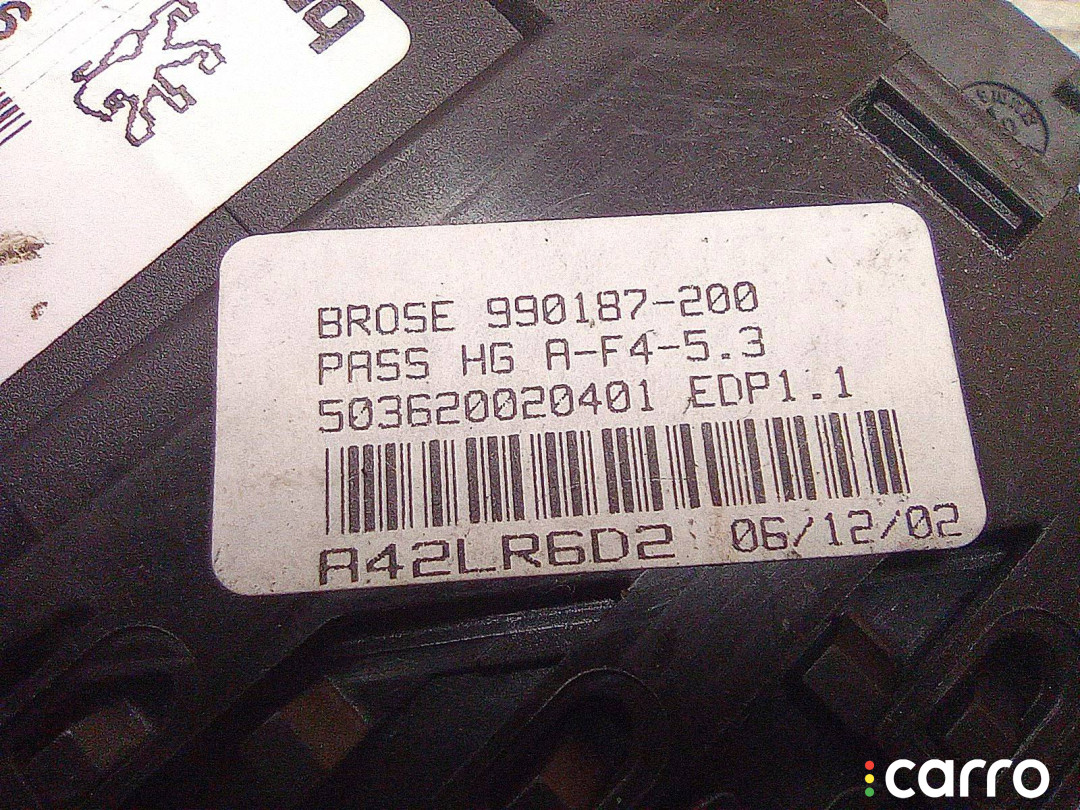 BROSE 990187-200
PASS HG A-F4-5.3
503620020401 EDP1.1
A42LR6D2 06/12/02
carro